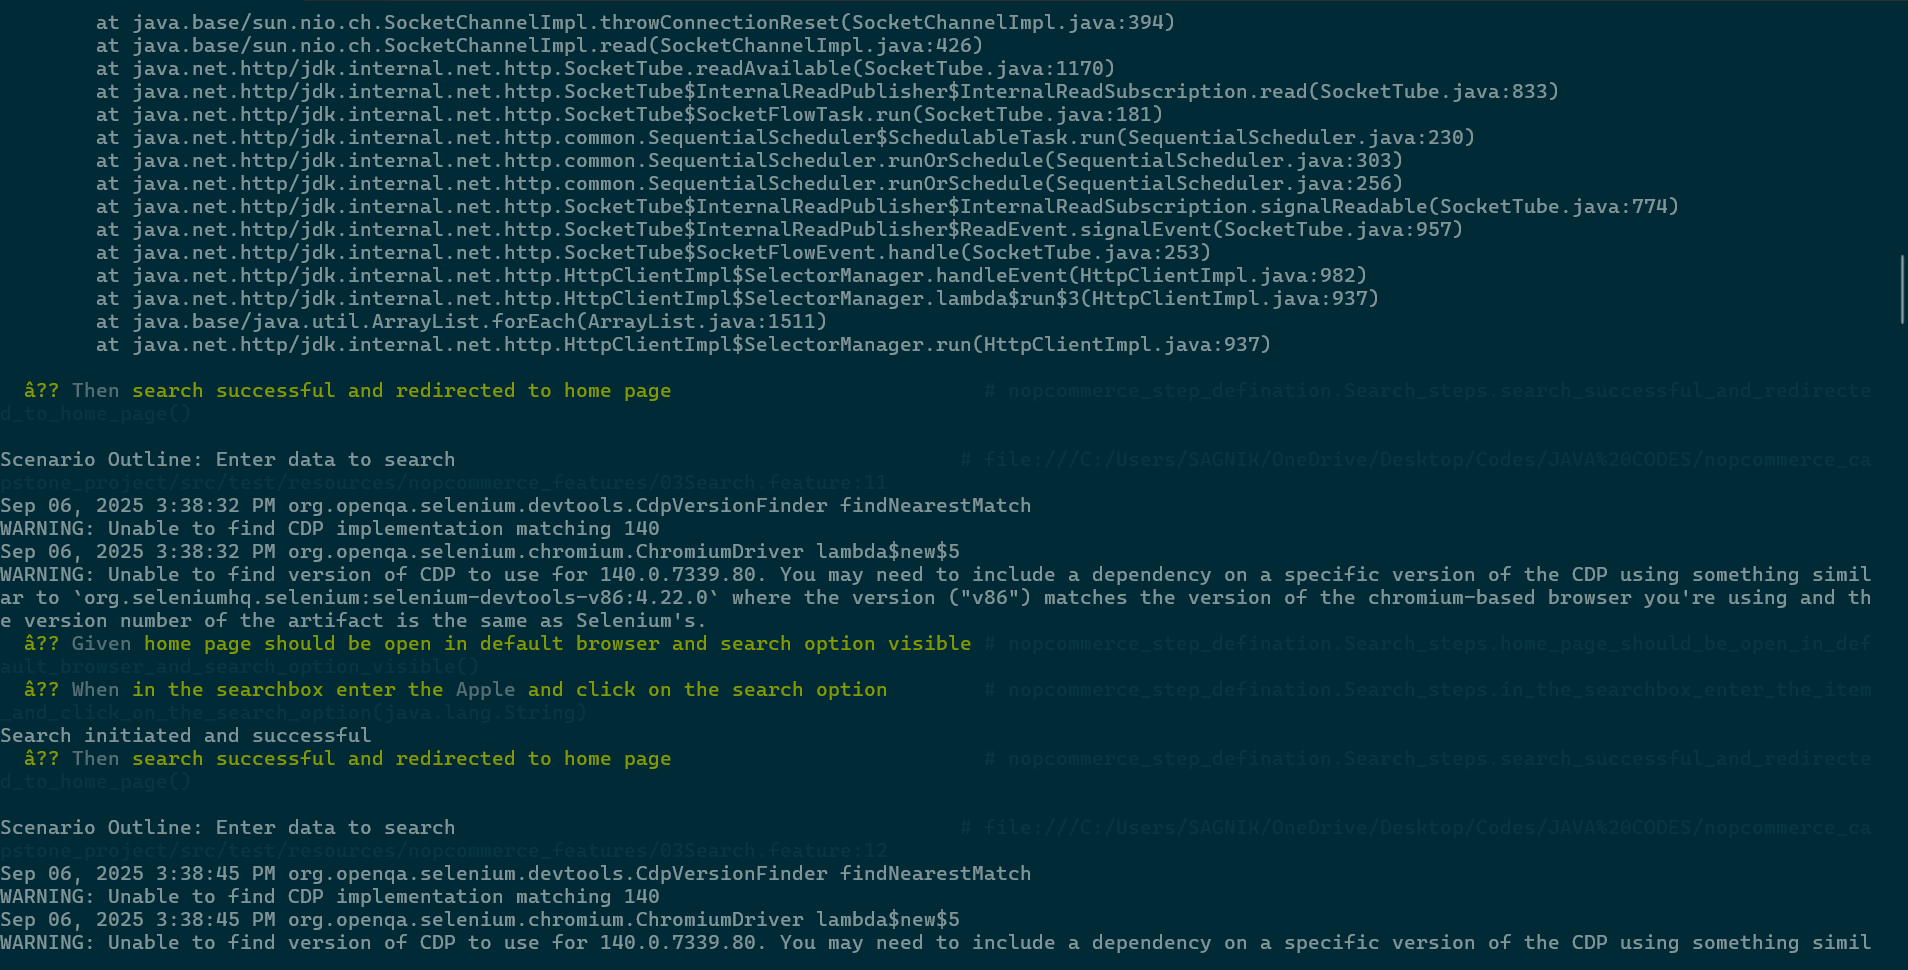 at java.base/sun.nio.ch.SocketChannelImpl.throwConnectionReset(SocketChannelImpl.java:394)
at java.base/sun.nio.ch.SocketChannelImpl.read(SocketChannelImpl.java:426)
at java.net.http/jdk.internal.net.http.SocketTube.readAvailable(SocketTube.java:1170)
at java.net.http/jdk.internal.net.http.SocketTube$InternalReadPublisher$InternalReadSubscription.read(SocketTube.java:833)
at java.net.http/jdk.internal.net.http.SocketTube$SocketFlowTask.run(SocketTube.java:181)
at java.net.http/jdk.internal.net.http.common.SequentialScheduler$SchedulableTask.run(SequentialScheduler.java:230)
at java.net.http/jdk.internal.net.http.common.SequentialScheduler.runOrSchedule(SequentialScheduler.java:303)
at java.net.http/jdk.internal.net.http.common.SequentialScheduler.runOrSchedule(SequentialScheduler.java:256)
at java.net.http/jdk.internal.net.http.SocketTube$InternalReadPublisher$InternalReadSubscription.signalReadable(SocketTube.java:774)
at java.net.http/jdk.internal.net.http.SocketTube$InternalReadPublisher$ReadEvent.signalEvent(SocketTube.java:957)
at java.net.http/jdk.internal.net.http.SocketTube$SocketFlowEvent.handle(SocketTube.java:253)
at java.net.http/jdk.internal.net.http.HttpClientImpl$SelectorManager.handleEvent(HttpClientImpl.java:982)
at java.net.http/jdk.internal.net.http.HttpClientImpl$SelectorManager.lambda$run$3(HttpClientImpl.java:937)
at java.base/java.util.ArrayList.forEach(ArrayList.java:1511)
at java.net.http/jdk.internal.net.http.HttpClientImpl$SelectorManager.run(HttpClientImpl.java:937)
â?? Then search successful and redirected to home page # nopcommerce_step_defination.Search_steps.search_successful_and_redirecte
d_to_home_page()
Scenario Outline: Enter data to search # file:///C:/Users/SAGNIK/OneDrive/Desktop/Codes/JAVA%20CODES/nopcommerce_ca
pstone_project/src/test/resources/nopcommerce_features/03Search.feature:11
Sep 06, 2025 3:38:32 PM org.openqa.selenium.devtools.CdpVersionFinder findNearestMatch
WARNING: Unable to find CDP implementation matching 140
Sep 06, 2025 3:38:32 PM org.openqa.selenium.chromium.ChromiumDriver lambda$new$5
WARNING: Unable to find version of CDP to use for 140.0.7339.80. You may need to include a dependency on a specific version of the CDP using something simil
ar to `org.seleniumhq.selenium:selenium-devtools-v86:4.22.0` where the version ("v86") matches the version of the chromium-based browser you're using and th
e version number of the artifact is the same as Selenium's.
â?? Given home page should be open in default browser and search option visible # nopcommerce_step_defination.Search_steps.home_page_should_be_open_in_def
ault_browser_and_search_option_visible()
â?? When in the searchbox enter the Apple and click on the search option # nopcommerce_step_defination.Search_steps.in_the_searchbox_enter_the_item
_and_click_on_the_search_option(java.lang.String)
Search initiated and successful
â?? Then search successful and redirected to home page # nopcommerce_step_defination.Search_steps.search_successful_and_redirecte
d_to_home_page()
Scenario Outline: Enter data to search # file:///C:/Users/SAGNIK/OneDrive/Desktop/Codes/JAVA%20CODES/nopcommerce_ca
pstone_project/src/test/resources/nopcommerce_features/03Search.feature:12
Sep 06, 2025 3:38:45 PM org.openqa.selenium.devtools.CdpVersionFinder findNearestMatch
WARNING: Unable to find CDP implementation matching 140
Sep 06, 2025 3:38:45 PM org.openqa.selenium.chromium.ChromiumDriver lambda$new$5
WARNING: Unable to find version of CDP to use for 140.0.7339.80. You may need to include a dependency on a specific version of the CDP using something simil